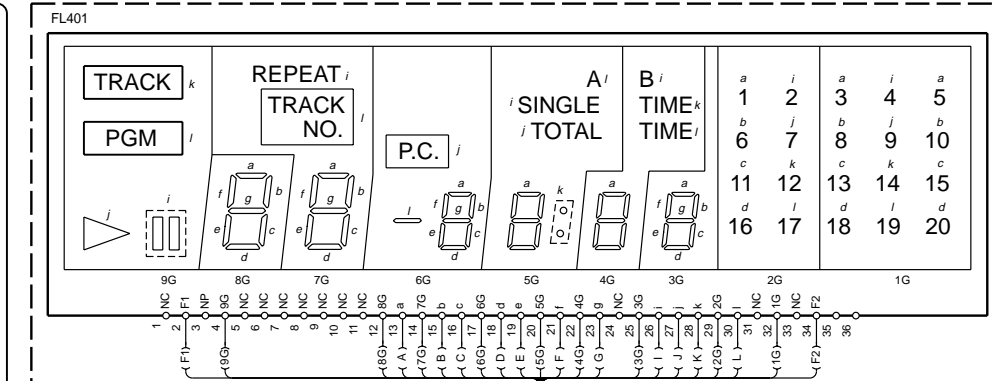 FL401
TRACK k
PGM l
j
i
REPEAT i
TRACK l
NO.
a
f b
g
e c
d
a
f b
g
e c
d
P.C. j
l
a
f b
g
e c
d
A l
i SINGLE
j TOTAL
k
B i
TIME k
TIME l
a
f b
g
e c
d
a i a i a
1 2 3 4 5
b j b j b
6 7 8 9 10
c k c k c
11 12 13 14 15
d l d l d
16 17 18 19 20
9G 8G 7G 6G 5G 4G 3G 2G 1G
NC F1 NP 9G NC NC NC NC NC NC NC 8G a 7G b c 6G d e 5G f 4G g NC 3G i j k 2G l NC 1G NC F2
1 2 3 4 5 6 7 8 9 10 11 12 13 14 15 16 17 18 19 20 21 22 23 24 25 26 27 28 29 30 31 32 33 34 35 36
(F1) (9G) (8G) (A) (7G) (B) (C) (6G) (D) (E) (5G) (F) (4G) (G) (3G) (I) (J) (K) (2G) (L) (1G) (F2)